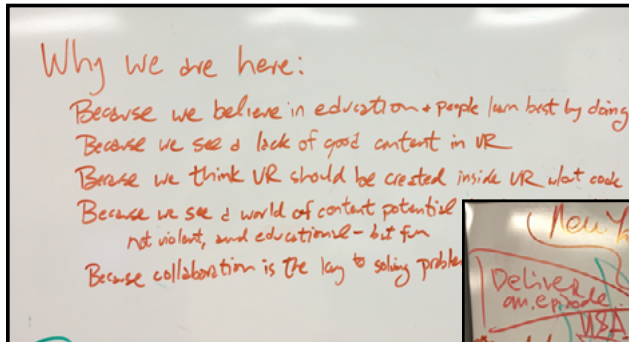 Why we are here:
Because we believe in education + people learn best by doing
Because we see a lack of good content in VR
Because we think VR should be created inside VR w/out code
Because we see a world of content potential
not violent, and educational - but fun
Because collaboration is the key to solving
New
Deliver
an episode